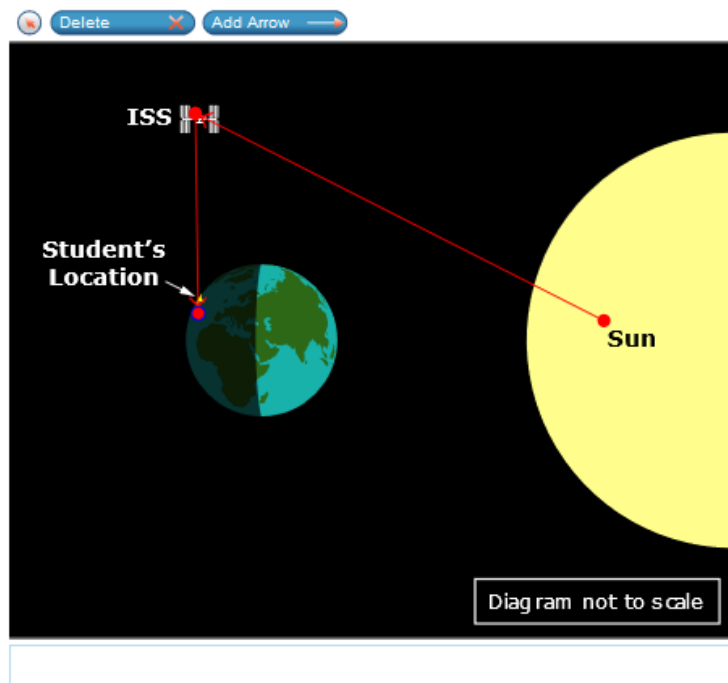 Delete
Add Arrow
ISS
Student's
Location
Sun
Diagram not to scale